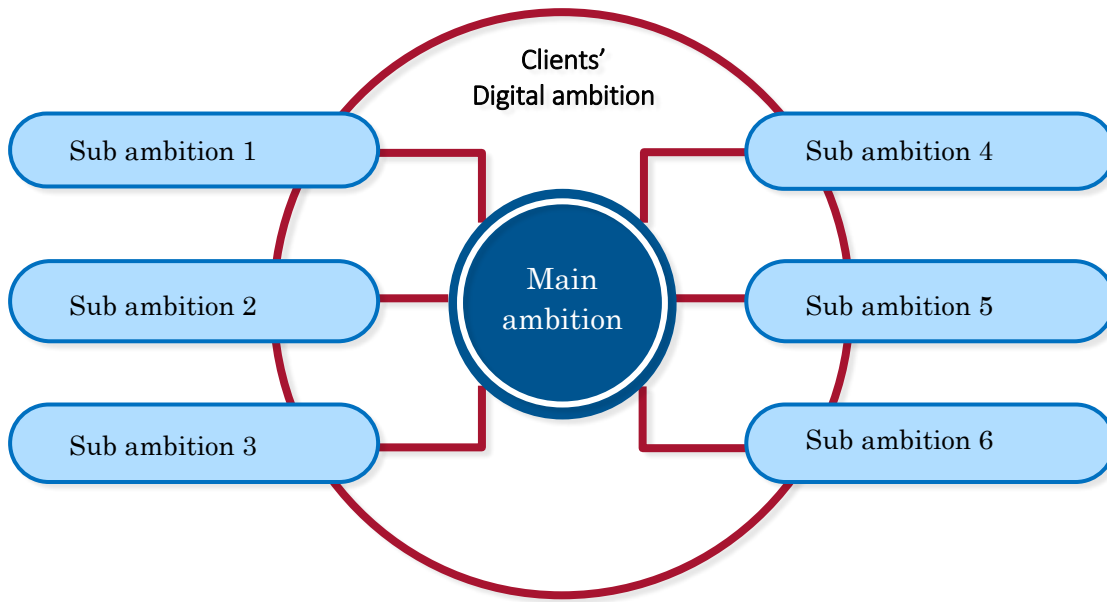 Clients’
Digital ambition
Sub ambition 1
Sub ambition 4
Main
ambition
Sub ambition 2
Sub ambition 5
Sub ambition 3
Sub ambition 6